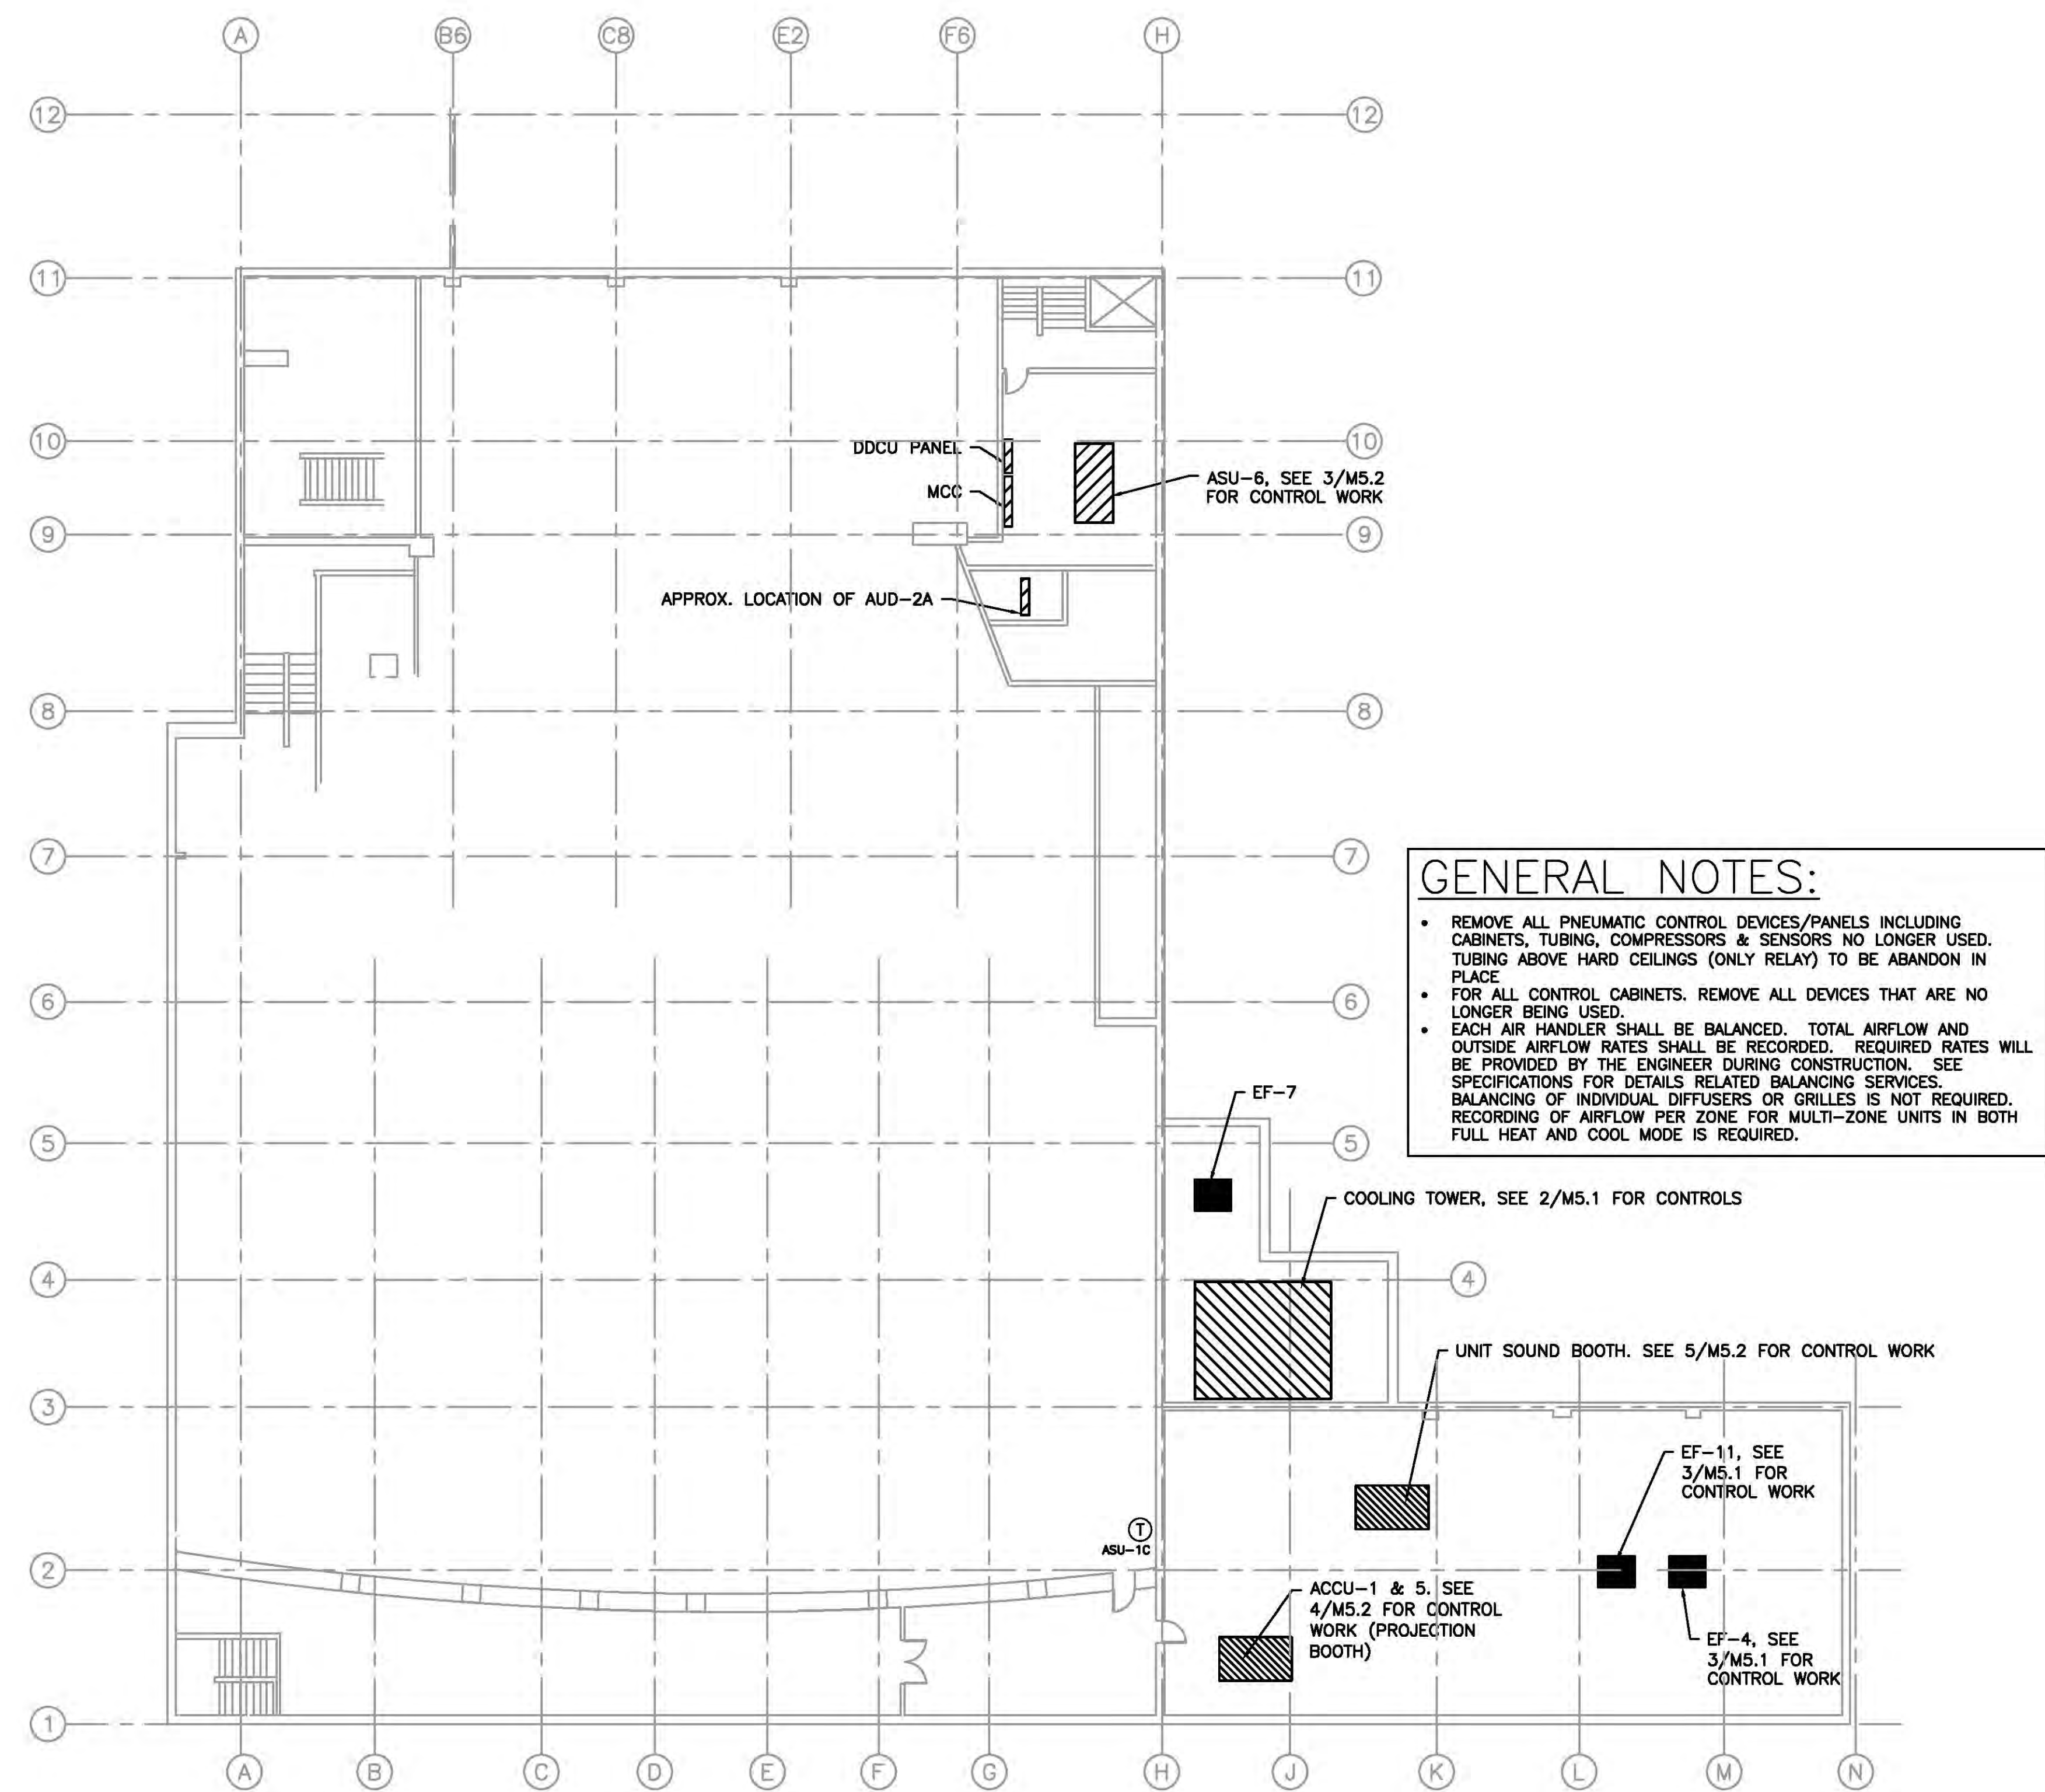 A
B6
C8
E2
F6
H
12
12
11
11
10
10
DDCU PANEL
MCC
ASU-6, SEE 3/M5.2
FOR CONTROL WORK
9
9
APPROX. LOCATION OF AUD-2A
8
8
7
7
GENERAL NOTES:
• REMOVE ALL PNEUMATIC CONTROL DEVICES/PANELS INCLUDING
CABINETS, TUBING, COMPRESSORS & SENSORS NO LONGER USED.
TUBING ABOVE HARD CEILINGS (ONLY RELAY) TO BE ABANDON IN
PLACE
• FOR ALL CONTROL CABINETS. REMOVE ALL DEVICES THAT ARE NO
LONGER BEING USED.
• EACH AIR HANDLER SHALL BE BALANCED. TOTAL AIRFLOW AND
OUTSIDE AIRFLOW RATES SHALL BE RECORDED. REQUIRED RATES WILL
BE PROVIDED BY THE ENGINEER DURING CONSTRUCTION. SEE
SPECIFICATIONS FOR DETAILS RELATED BALANCING SERVICES.
BALANCING OF INDIVIDUAL DIFFUSERS OR GRILLES IS NOT REQUIRED.
RECORDING OF AIRFLOW PER ZONE FOR MULTI-ZONE UNITS IN BOTH
FULL HEAT AND COOL MODE IS REQUIRED.
6
6
EF-7
5
5
COOLING TOWER, SEE 2/M5.1 FOR CONTROLS
4
4
UNIT SOUND BOOTH. SEE 5/M5.2 FOR CONTROL WORK
3
EF-11, SEE
3/M5.1 FOR
CONTROL WORK
T
ASU-1C
2
ACCU-1 & 5. SEE
4/M5.2 FOR CONTROL
WORK (PROJECTION
BOOTH)
EF-4, SEE
3/M5.1 FOR
CONTROL WORK
1
A
B
C
D
E
F
G
H
J
K
L
M
N